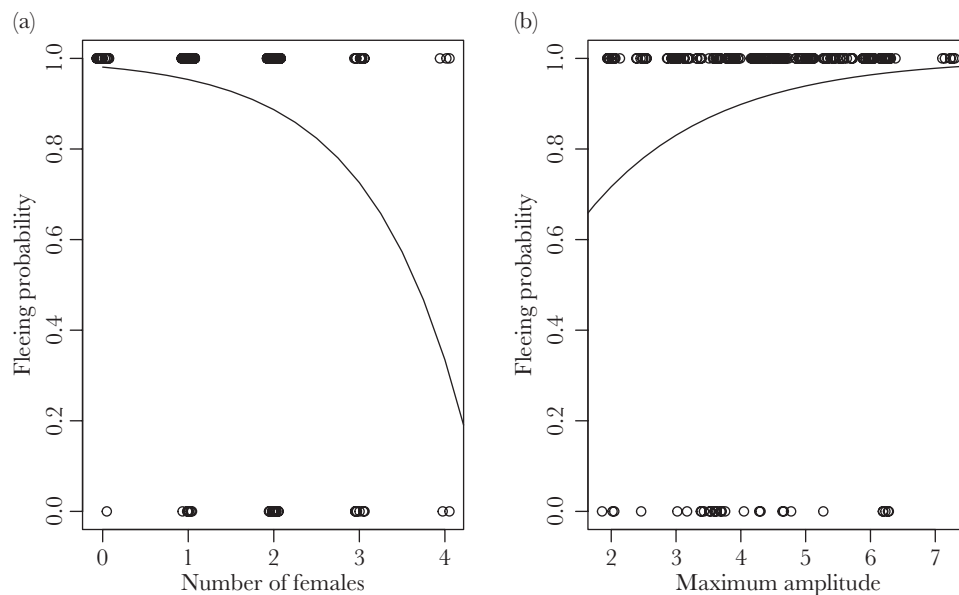 (a)
Fleeing probability
1.0
0.8
0.6
0.4
0.2
0.0
0 1 2 3 4
Number of females
(b)
Fleeing probability
1.0
0.8
0.6
0.4
0.2
0.0
2 3 4 5 6 7
Maximum amplitude